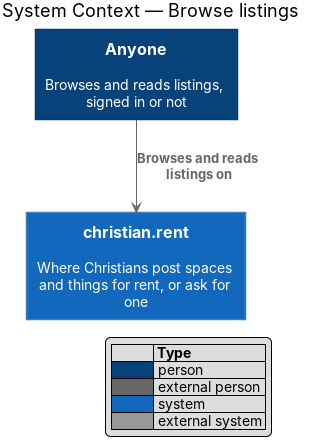 System Context — Browse listings
Anyone
Browses and reads listings,
signed in or not
Browses and reads
listings on
christian.rent
Where Christians post spaces
and things for rent, or ask for
one
Type
person
external person
system
external system